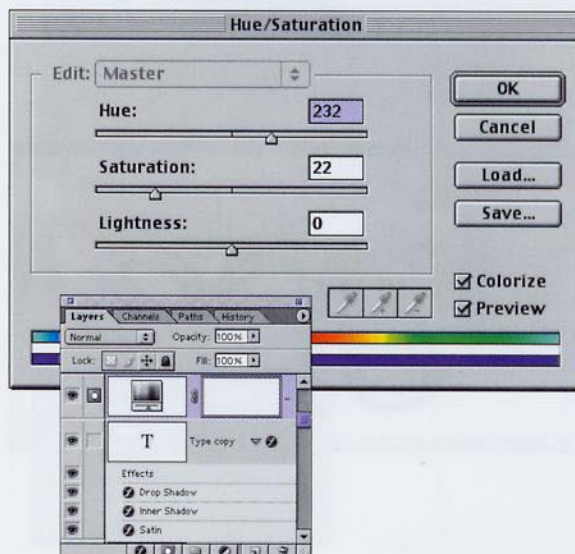 Hue/Saturation
Edit: Master
OK
Hue: 232
Cancel
Saturation: 22
Load...
Lightness: 0
Save...
Colorize
Preview
Layers Channels Paths History
Normal Opacity: 100%
Lock: Fill: 100%
T Type copy
Effects
Drop Shadow
Inner Shadow
Satin